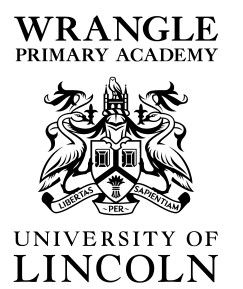 WRANGLE
PRIMARY ACADEMY
LIBERTAS
PER
SAPIENTIAM
UNIVERSITY OF
LINCOLN